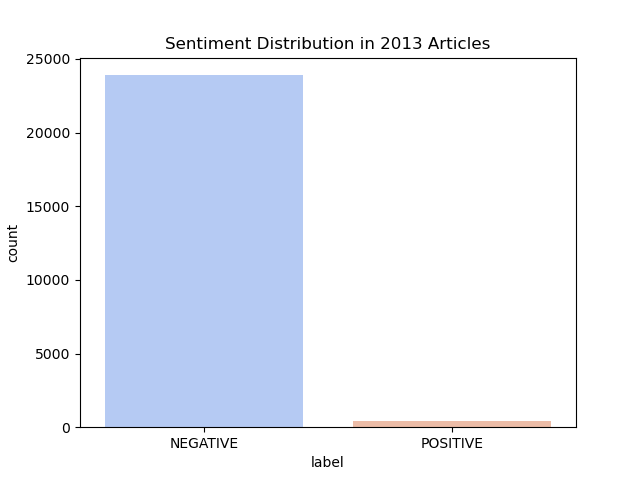 Sentiment Distribution in 2013 Articles
25000
20000
15000
10000
5000
0
count
NEGATIVE
POSITIVE
label